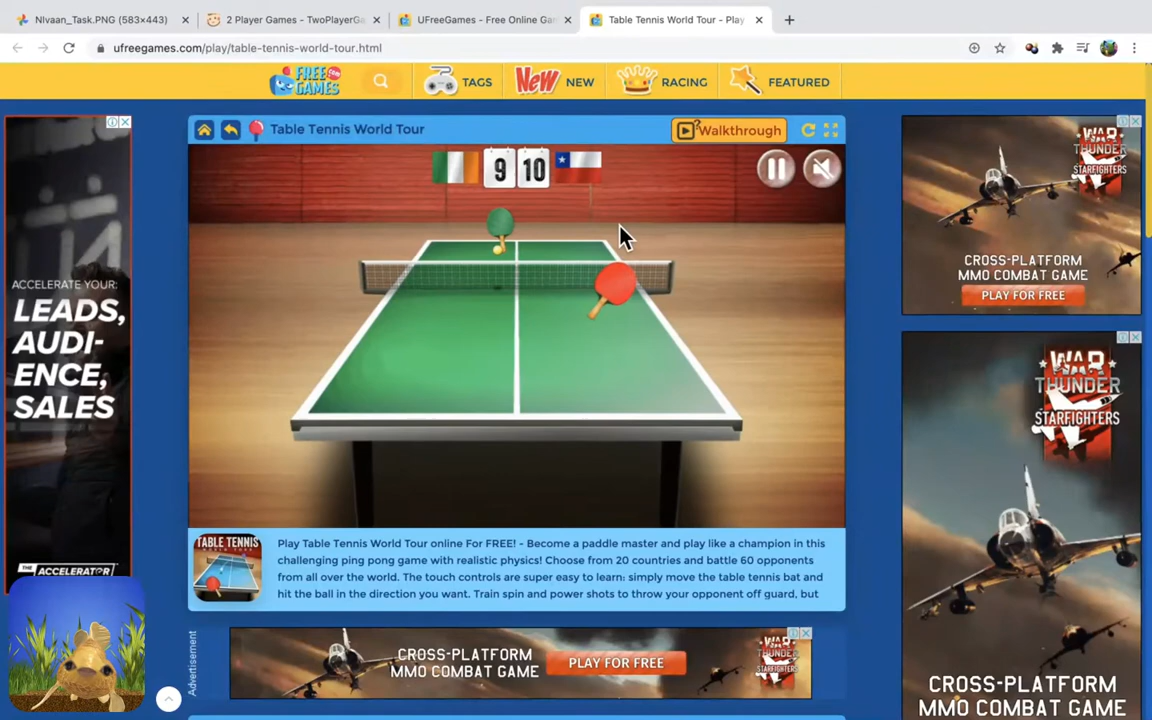 NIvaan_Task.PNG (583×443)
2 Player Games - TwoPlayerGa
UFreeGames - Free Online Gam
Table Tennis World Tour - Play
ufreegames.com/play/table-tennis-world-tour.html
FREE GAMES
TAGS
New NEW
RACING
FEATURED
Table Tennis World Tour
Walkthrough
9 10
ACCELERATE YOUR:
LEADS,
AUDI-
ENCE,
SALES
THE ACCELERATOR
WAR THUNDER
STARFIGHTERS
CROSS-PLATFORM
MMO COMBAT GAME
PLAY FOR FREE
TABLE TENNIS
WORLD TOUR
Play Table Tennis World Tour online For FREE! - Become a paddle master and play like a champion in this
challenging ping pong game with realistic physics! Choose from 20 countries and battle 60 opponents
from all over the world. The touch controls are super easy to learn: simply move the table tennis bat and
hit the ball in the direction you want. Train spin and power shots to throw your opponent off guard, but
WAR
THUNDER
STARFIGHTERS
CROSS-PLATFORM
MMO COMBAT GAME
Advertisement
CROSS-PLATFORM
MMO COMBAT GAME
PLAY FOR FREE
WAR
THUNDER
STARFIGHTERS